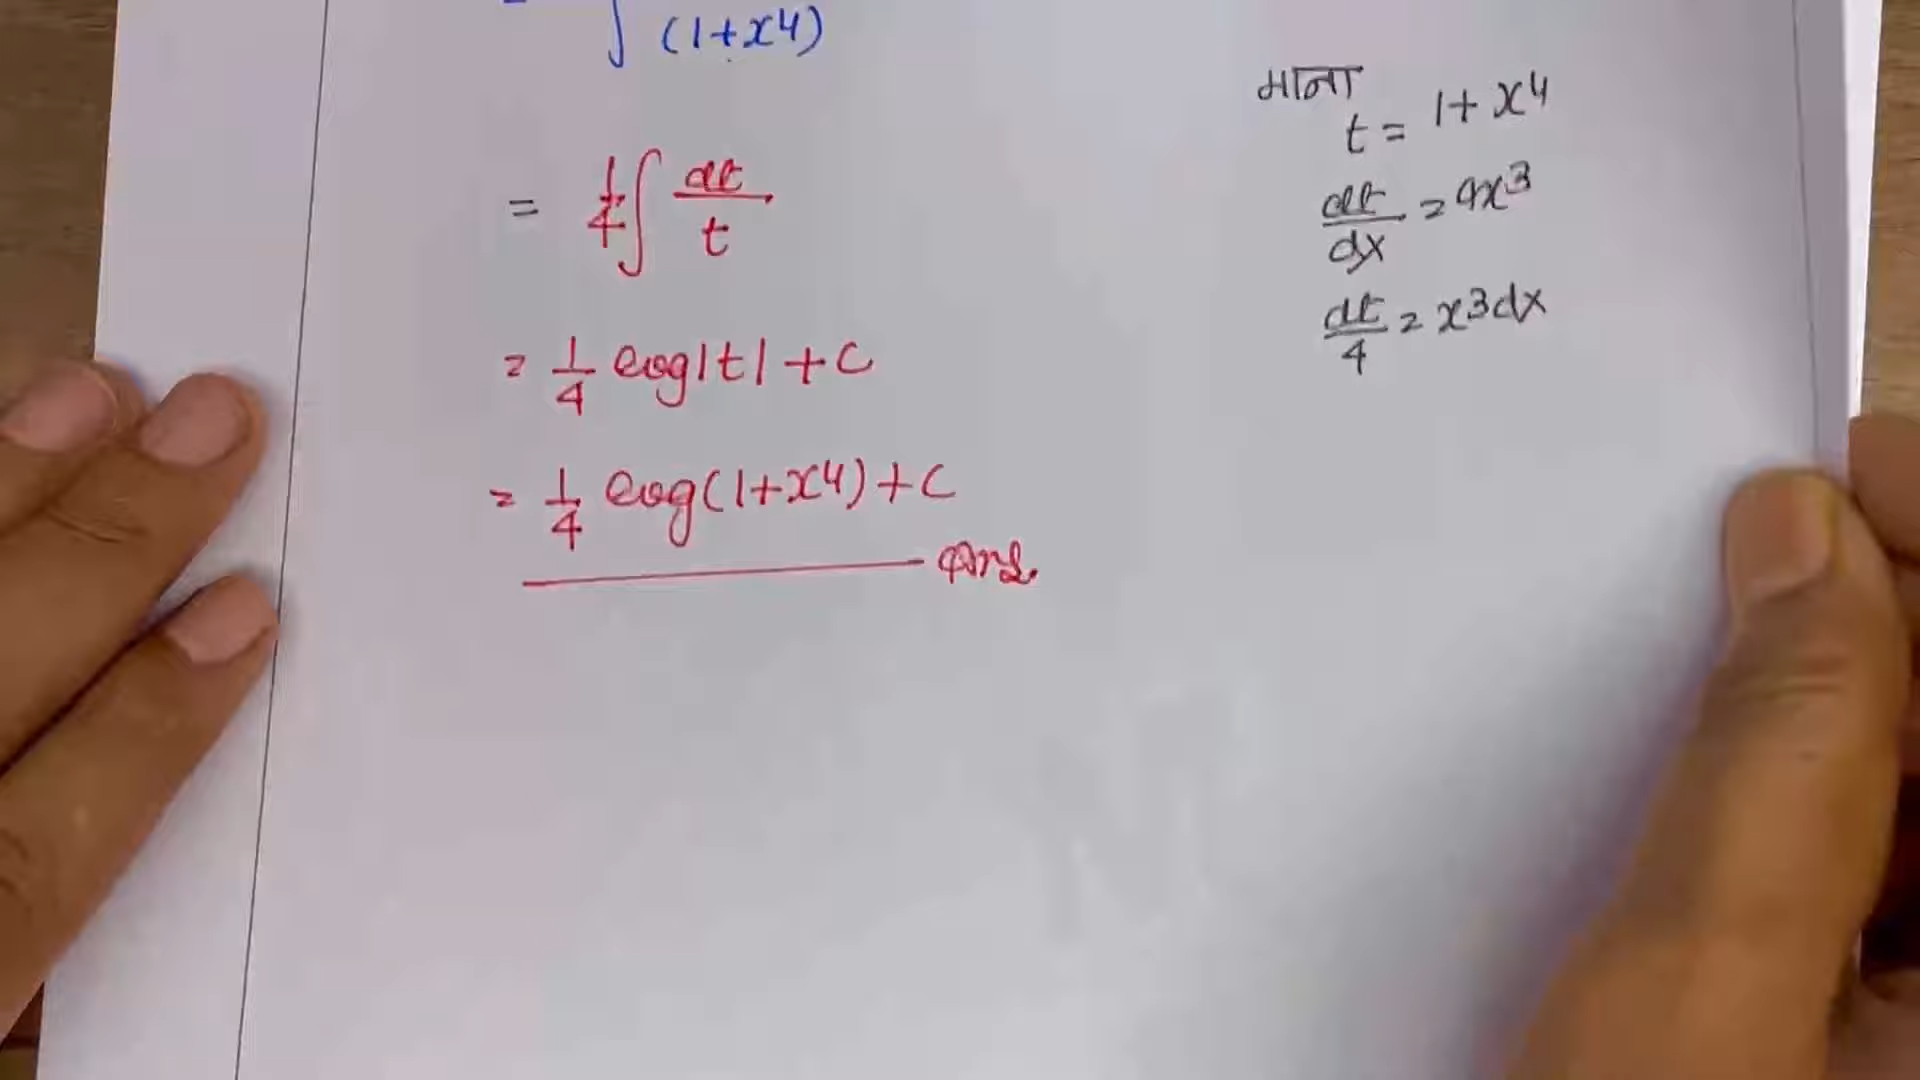 ∫ (1+x4)
= 1/4 ∫ dt/t
= 1/4 log|t| + C
= 1/4 log(1+x4) + C
Ans.
माना
t = 1+x4
dt/dx = 4x3
dt/4 = x3dx